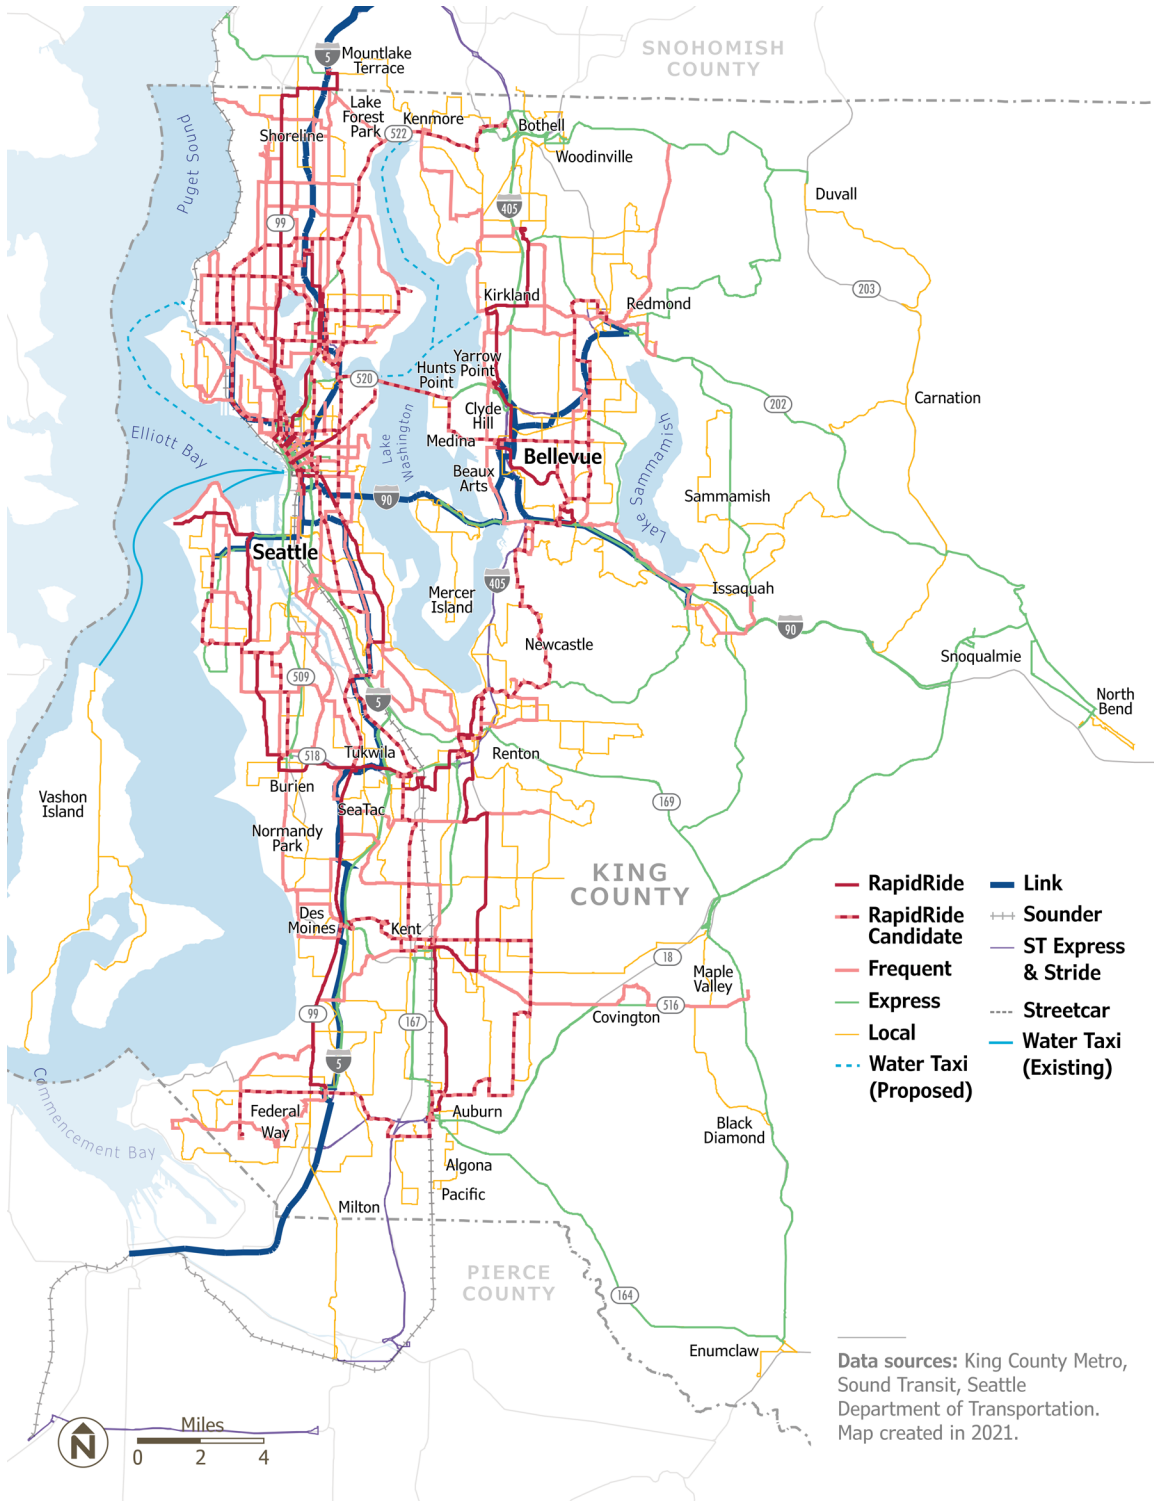 SNOHOMISH
COUNTY
5
Mountlake
Terrace
Lake
Forest
Park
Kenmore
522
Shoreline
Bothell
Woodinville
Puget Sound
405
Duvall
99
203
Kirkland
Redmond
Yarrow
Point
Hunts
Point
520
202
Carnation
Clyde
Hill
Medina
Lake
Washington
Elliott Bay
Bellevue
Beaux
Arts
Lake Sammamish
Sammamish
90
Seattle
405
Mercer
Island
Issaquah
90
Newcastle
Snoqualmie
509
5
North
Bend
518
Tukwila
Renton
Burien
SeaTac
169
Vashon
Island
Normandy
Park
KING
COUNTY
Des
Moines
Kent
18
Maple
Valley
516
Covington
99
167
5
Commencement Bay
Federal
Way
Auburn
Black
Diamond
Algona
Pacific
Milton
PIERCE
COUNTY
164
Enumclaw
RapidRide
RapidRide
Candidate
Frequent
Express
Local
Water Taxi
(Proposed)
Link
Sounder
ST Express
& Stride
Streetcar
Water Taxi
(Existing)
Data sources: King County Metro,
Sound Transit, Seattle
Department of Transportation.
Map created in 2021.
N
Miles
0 2 4